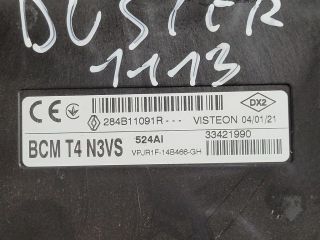 DUSTER
1113
CE 284B11091R--- VISTEON 04/01/21 DX2
BCM T4 N3VS 524AI 33421990
VPJR1F-14B466-GH